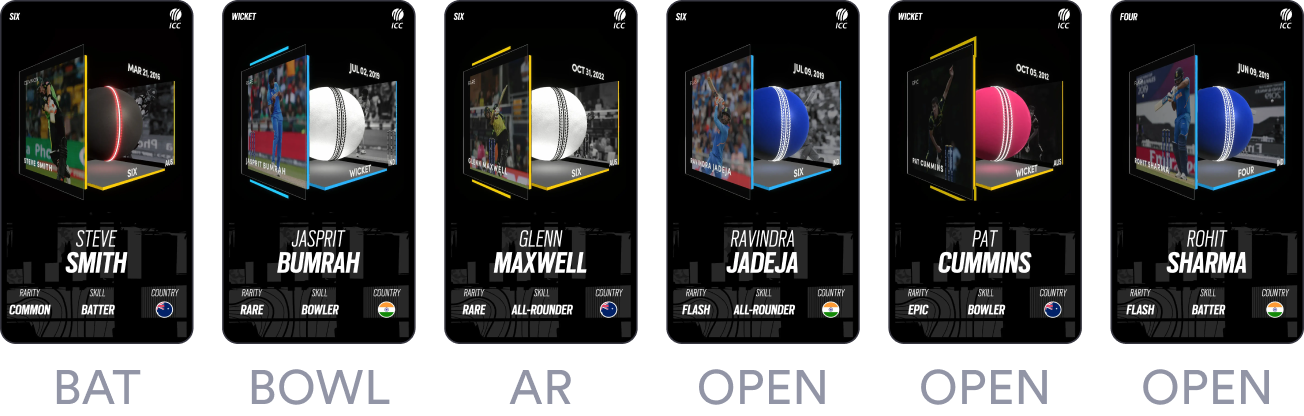 SIX
ICC
MAR 21, 2016
STEVE SMITH
AUS
SIX
STEVE
SMITH
RARITY SKILL COUNTRY
COMMON BATTER
BAT
WICKET
ICC
JUL 02, 2019
JASPRIT BUMRAH
IND
WICKET
JASPRIT
BUMRAH
RARITY SKILL COUNTRY
RARE BOWLER
BOWL
SIX
ICC
OCT 31, 2022
GLENN MAXWELL
AUS
SIX
GLENN
MAXWELL
RARITY SKILL COUNTRY
RARE ALL-ROUNDER
AR
SIX
ICC
JUL 09, 2019
RAVINDRA JADEJA
IND
SIX
RAVINDRA
JADEJA
RARITY SKILL COUNTRY
FLASH ALL-ROUNDER
OPEN
WICKET
ICC
OCT 05, 2012
EPIC
PAT CUMMINS
AUS
WICKET
PAT
CUMMINS
RARITY SKILL COUNTRY
EPIC BOWLER
OPEN
FOUR
ICC
JUN 09, 2019
2019
ROHIT SHARMA
IND
FOUR
ROHIT
SHARMA
RARITY SKILL COUNTRY
FLASH BATTER
OPEN